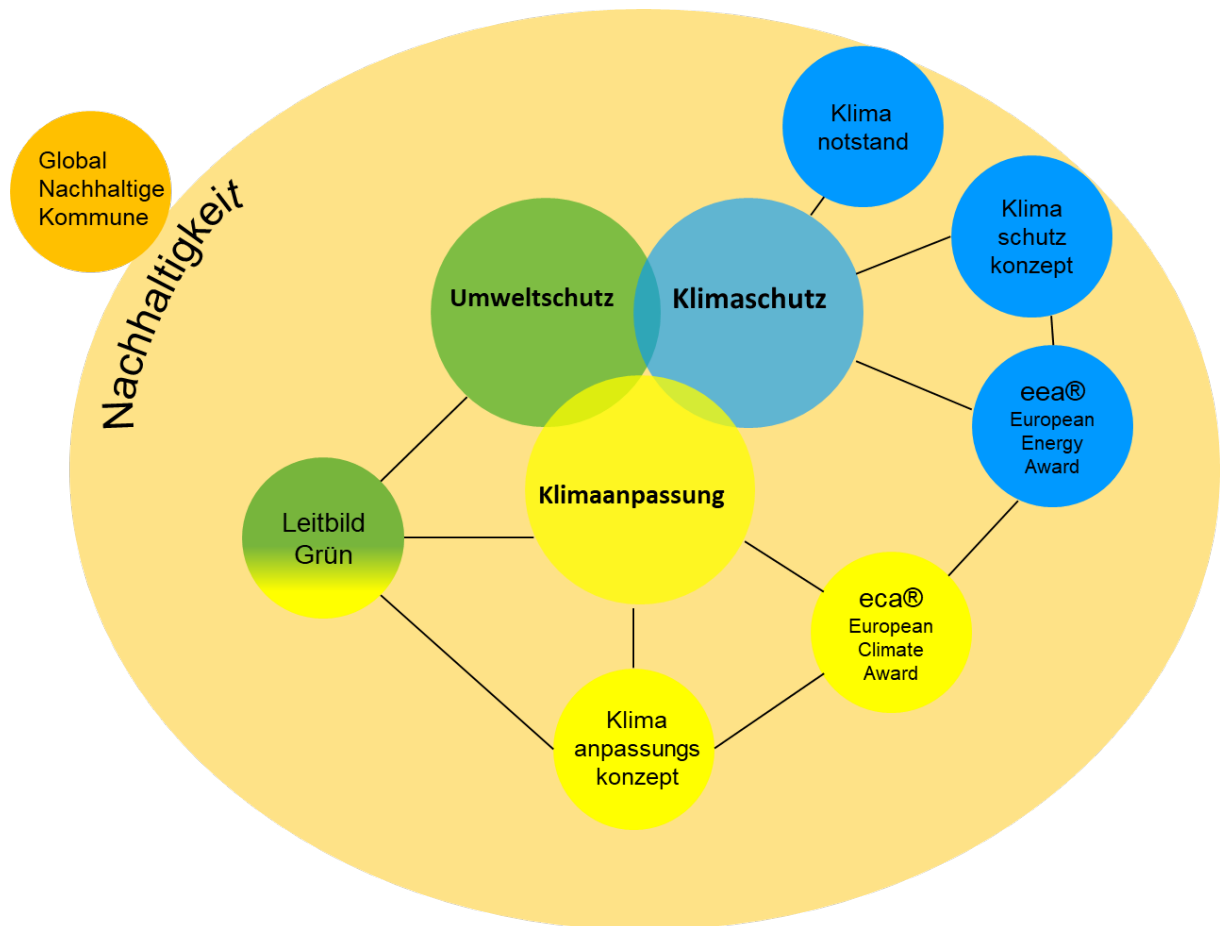 Global
Nachhaltige
Kommune
Nachhaltigkeit
Klima
notstand
Klima
schutz
konzept
Umweltschutz
Klimaschutz
eea®
European
Energy
Award
Klimaanpassung
Leitbild
Grün
eca®
European
Climate
Award
Klima
anpassungs
konzept